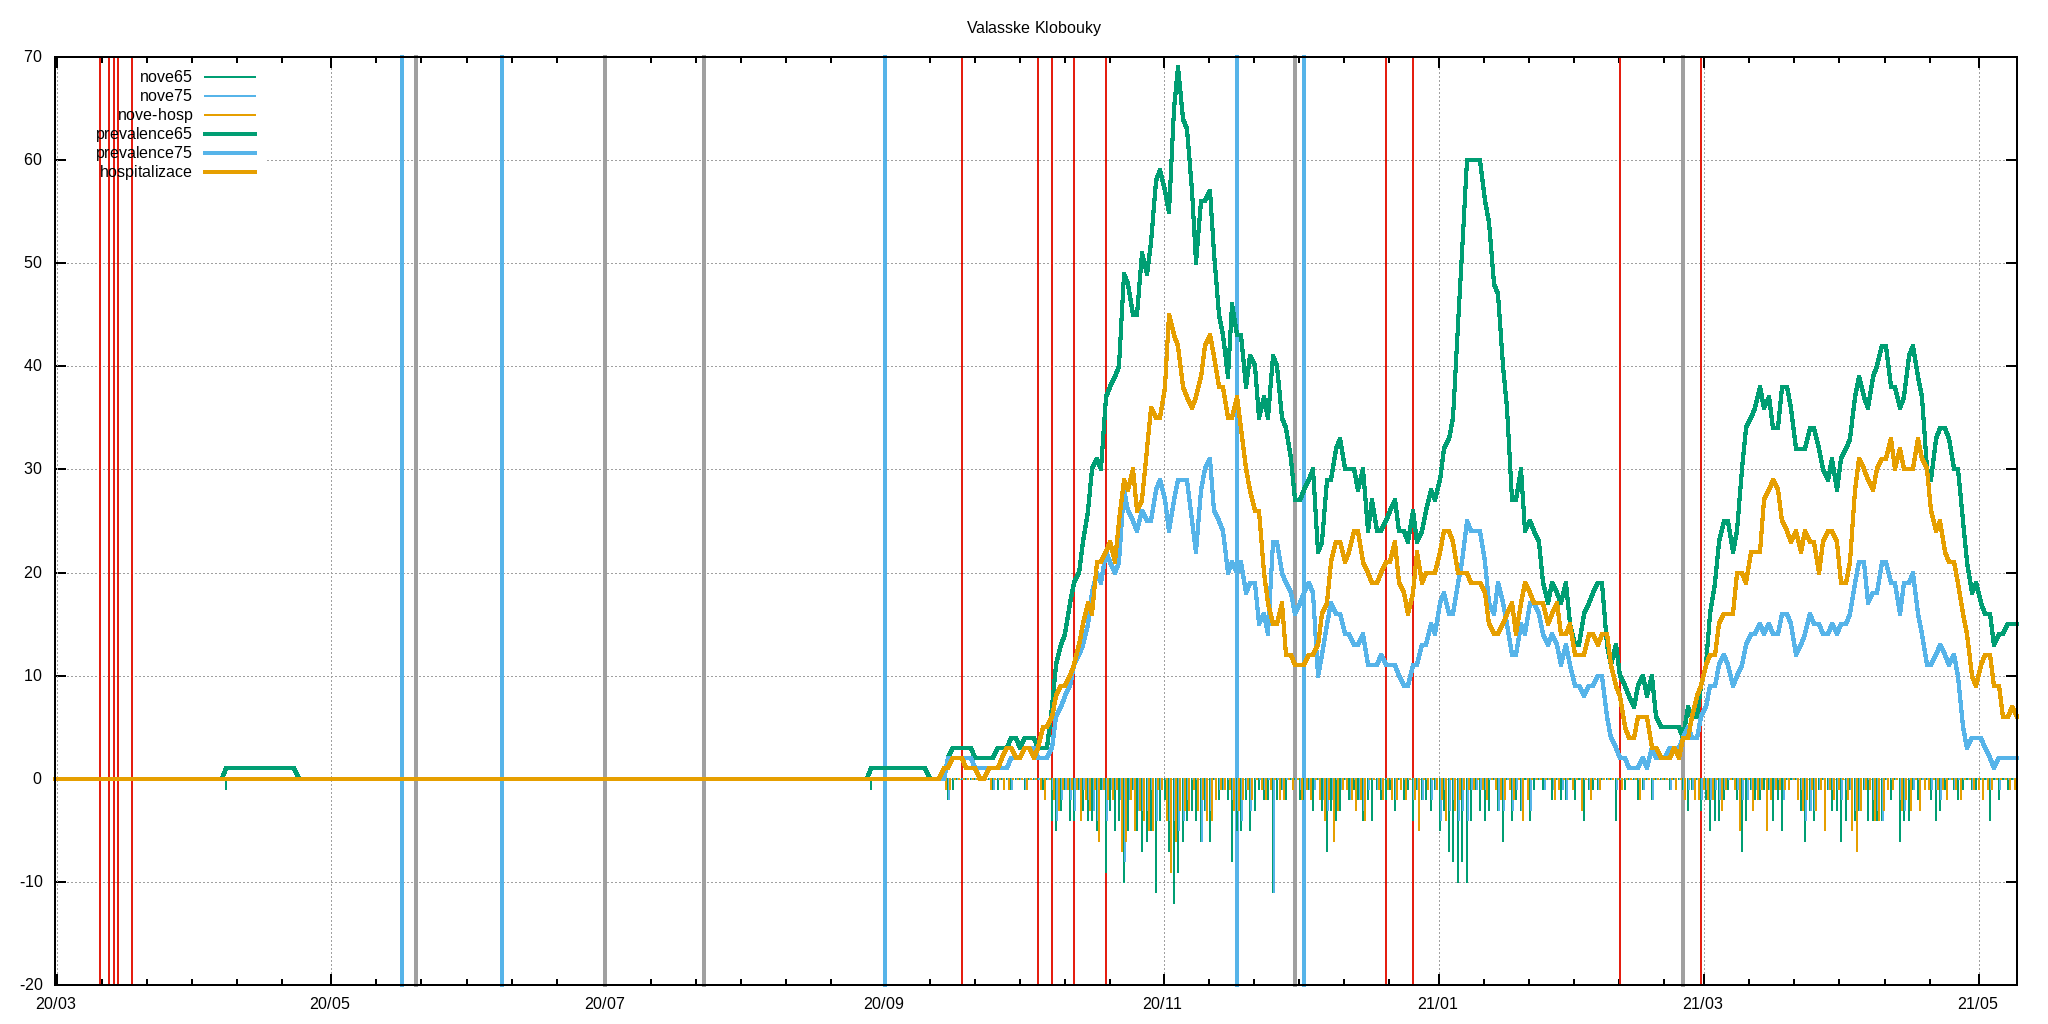 Valasske Klobouky
70
60
50
40
30
20
10
0
-10
-20
nove65
nove75
nove-hosp
prevalence65
prevalence75
hospitalizace
20/03 20/05 20/07 20/09 20/11 21/01 21/03 21/05